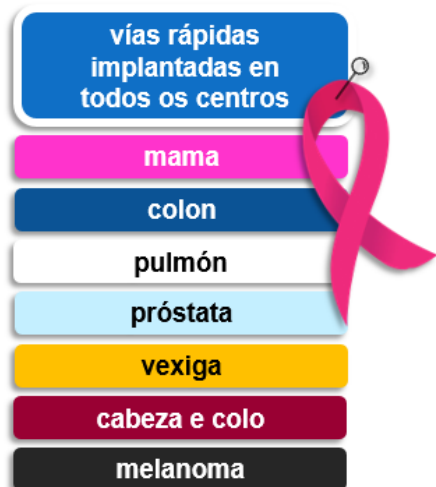 vías rápidas
implantadas en
todos os centros
mama
colon
pulmón
próstata
vexiga
cabeza e colo
melanoma